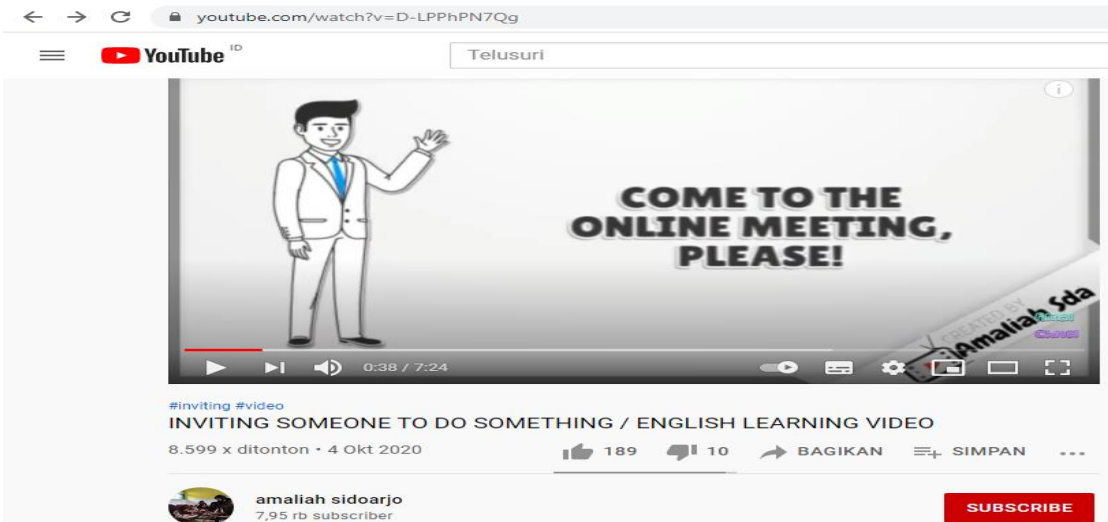 youtube.com/watch?v=D-LPPhPN7Qg
YouTube ID
Telusuri
COME TO THE
ONLINE MEETING,
PLEASE!
CREATED BY
Amaliah Sda
0:38 / 7:24
#inviting #video
INVITING SOMEONE TO DO SOMETHING / ENGLISH LEARNING VIDEO
8.599 x ditonton • 4 Okt 2020
189
10
BAGIKAN
SIMPAN
amaliah sidoarjo
7,95 rb subscriber
SUBSCRIBE